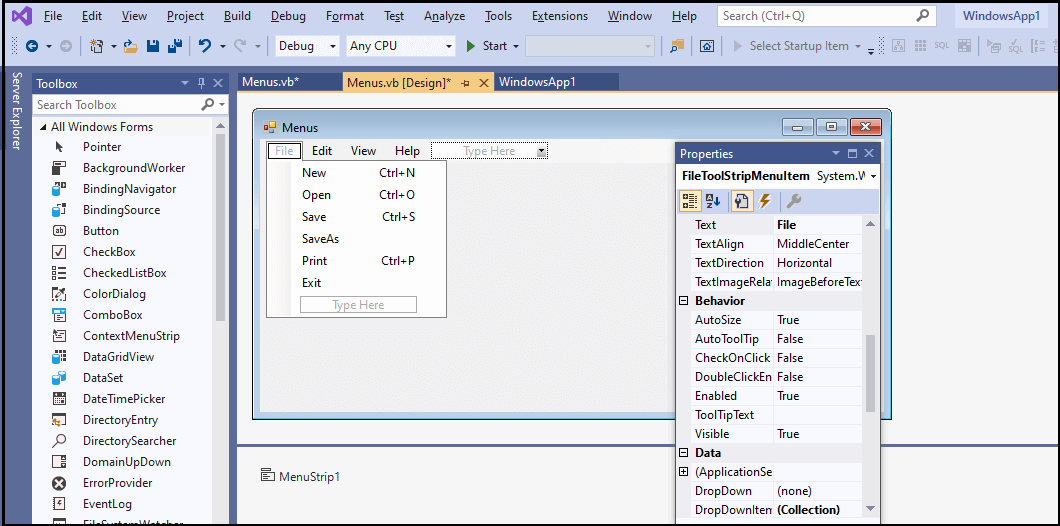 File Edit View Project Build Debug Format Test Analyze Tools Extensions Window Help Search (Ctrl+Q) WindowsApp1
Debug Any CPU Start Select Startup Item SQL SQL
Server Explorer
Toolbox
Search Toolbox
All Windows Forms
Pointer
BackgroundWorker
BindingNavigator
BindingSource
Button
CheckBox
CheckedListBox
ColorDialog
ComboBox
ContextMenuStrip
DataGridView
DataSet
DateTimePicker
DirectoryEntry
DirectorySearcher
DomainUpDown
ErrorProvider
EventLog
FileSystemWatcher
Menus.vb* Menus.vb [Design]* WindowsApp1
Menus
File Edit View Help Type Here
New Ctrl+N
Open Ctrl+O
Save Ctrl+S
SaveAs
Print Ctrl+P
Exit
Type Here
MenuStrip1
Properties
FileToolStripMenuItem System.W
Text File
TextAlign MiddleCenter
TextDirection Horizontal
TextImageRela ImageBeforeText
Behavior
AutoSize True
AutoToolTip False
CheckOnClick False
DoubleClickEn False
Enabled True
ToolTipText
Visible True
Data
(ApplicationSe
DropDown (none)
DropDownItem (Collection)